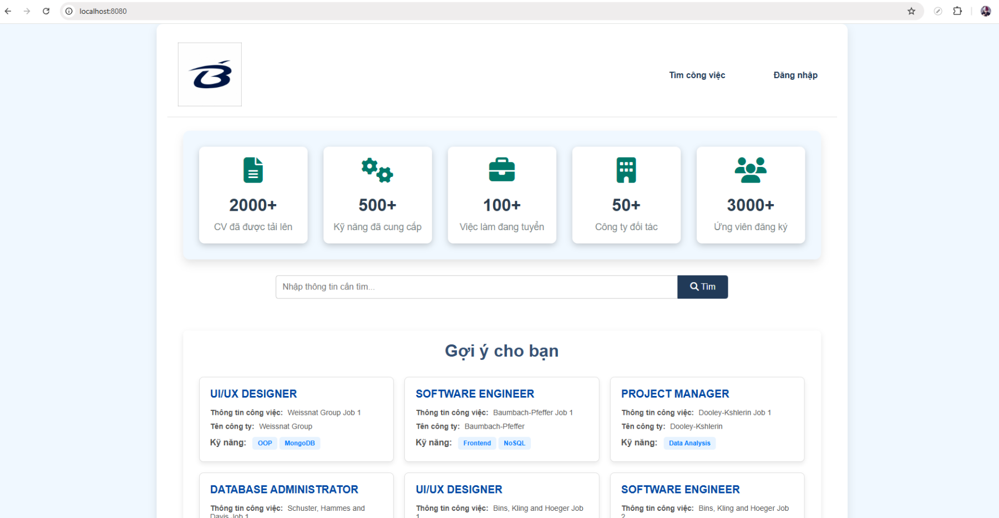 localhost:8080
Tìm công việc
Đăng nhập
2000+
CV đã được tải lên
500+
Kỹ năng đã cung cấp
100+
Việc làm đang tuyển
50+
Công ty đối tác
3000+
Ứng viên đăng ký
Nhập thông tin cần tìm...
Tìm
Gợi ý cho bạn
UI/UX DESIGNER
Thông tin công việc: Weissnat Group Job 1
Tên công ty: Weissnat Group
Kỹ năng: OOP MongoDB
SOFTWARE ENGINEER
Thông tin công việc: Baumbach-Pfeffer Job 1
Tên công ty: Baumbach-Pfeffer
Kỹ năng: Frontend NoSQL
PROJECT MANAGER
Thông tin công việc: Dooley-Kshlerin Job 1
Tên công ty: Dooley-Kshlerin
Kỹ năng: Data Analysis
DATABASE ADMINISTRATOR
Thông tin công việc: Schuster, Hammes and
Davis Job 1
UI/UX DESIGNER
Thông tin công việc: Bins, Kling and Hoeger Job
1
SOFTWARE ENGINEER
Thông tin công việc: Bins, Kling and Hoeger Job
2